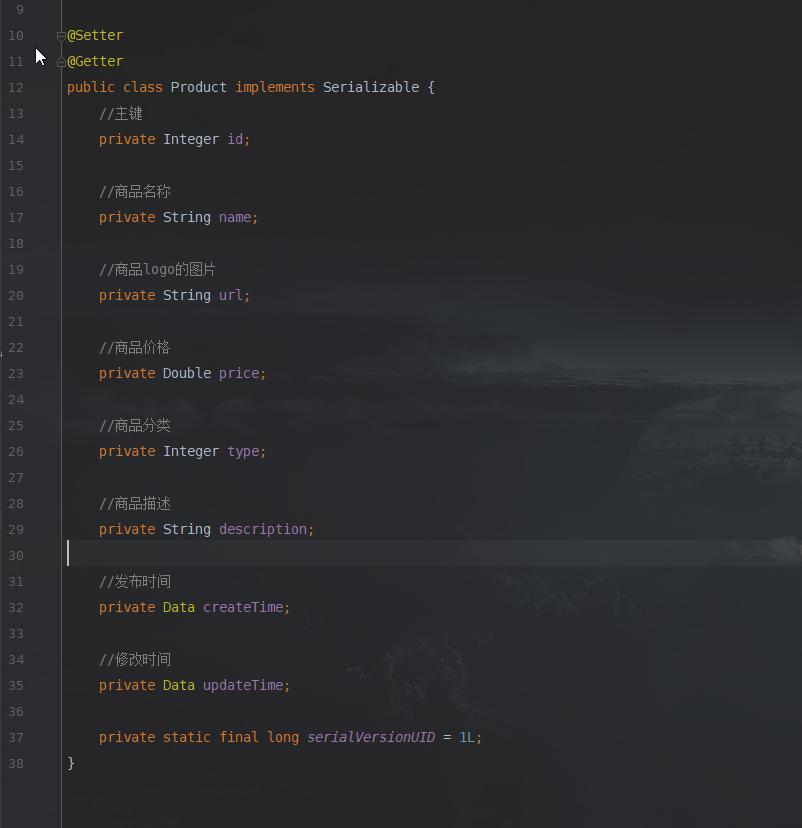 9
10 @Setter
11 @Getter
12 public class Product implements Serializable {
13 //主键
14 private Integer id;
15
16 //商品名称
17 private String name;
18
19 //商品logo的图片
20 private String url;
21
22 //商品价格
23 private Double price;
24
25 //商品分类
26 private Integer type;
27
28 //商品描述
29 private String description;
30
31 //发布时间
32 private Data createTime;
33
34 //修改时间
35 private Data updateTime;
36
37 private static final long serialVersionUID = 1L;
38 }